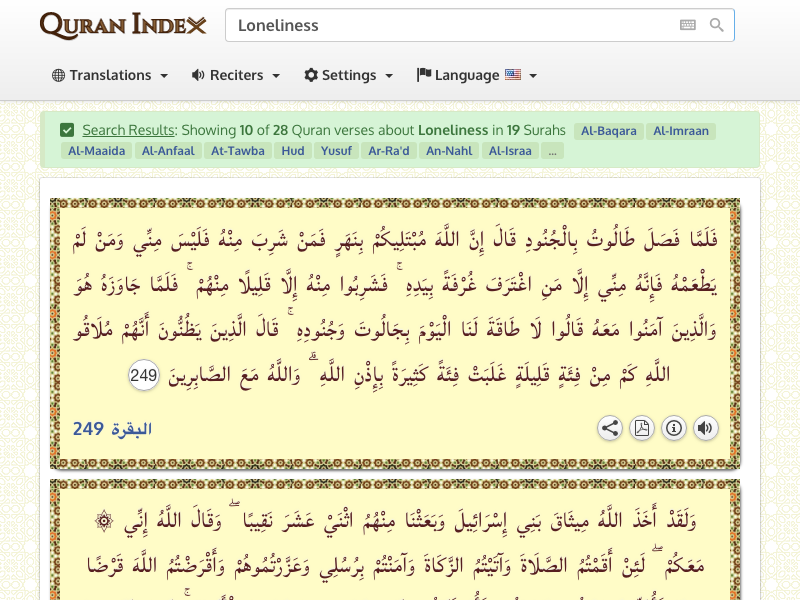 QURAN INDEX
Loneliness
Translations
Reciters
Settings
Language
Search Results: Showing 10 of 28 Quran verses about Loneliness in 19 Surahs Al-Baqara Al-Imraan
Al-Maaida Al-Anfaal At-Tawba Hud Yusuf Ar-Ra'd An-Nahl Al-Israa ...
فَلَمَّا فَصَلَ طَالُوتُ بِالْجُنُودِ قَالَ إِنَّ اللَّهَ مُبْتَلِيكُمْ بِنَهَرٍ فَمَنْ شَرِبَ مِنْهُ فَلَيْسَ مِنِّي وَمَنْ لَمْ
يَطْعَمْهُ فَإِنَّهُ مِنِّي إِلَّا مَنِ اغْتَرَفَ غُرْفَةً بِيَدِهِ ۚ فَشَرِبُوا مِنْهُ إِلَّا قَلِيلًا مِنْهُمْ ۚ فَلَمَّا جَاوَزَهُ هُوَ
وَالَّذِينَ آمَنُوا مَعَهُ قَالُوا لَا طَاقَةَ لَنَا الْيَوْمَ بِجَالُوتَ وَجُنُودِهِ ۚ قَالَ الَّذِينَ يَظُنُّونَ أَنَّهُمْ مُلَاقُو
اللَّهِ كَمْ مِنْ فِئَةٍ قَلِيلَةٍ غَلَبَتْ فِئَةً كَثِيرَةً بِإِذْنِ اللَّهِ ۗ وَاللَّهُ مَعَ الصَّابِرِينَ 249
البقرة 249
وَلَقَدْ أَخَذَ اللَّهُ مِيثَاقَ بَنِي إِسْرَائِيلَ وَبَعَثْنَا مِنْهُمُ اثْنَيْ عَشَرَ نَقِيبًا ۖ وَقَالَ اللَّهُ إِنِّي ۞
مَعَكُمْ ۖ لَئِنْ أَقَمْتُمُ الصَّلَاةَ وَآتَيْتُمُ الزَّكَاةَ وَآمَنْتُمْ بِرُسُلِي وَعَزَّرْتُمُوهُمْ وَأَقْرَضْتُمُ اللَّهَ قَرْضًا